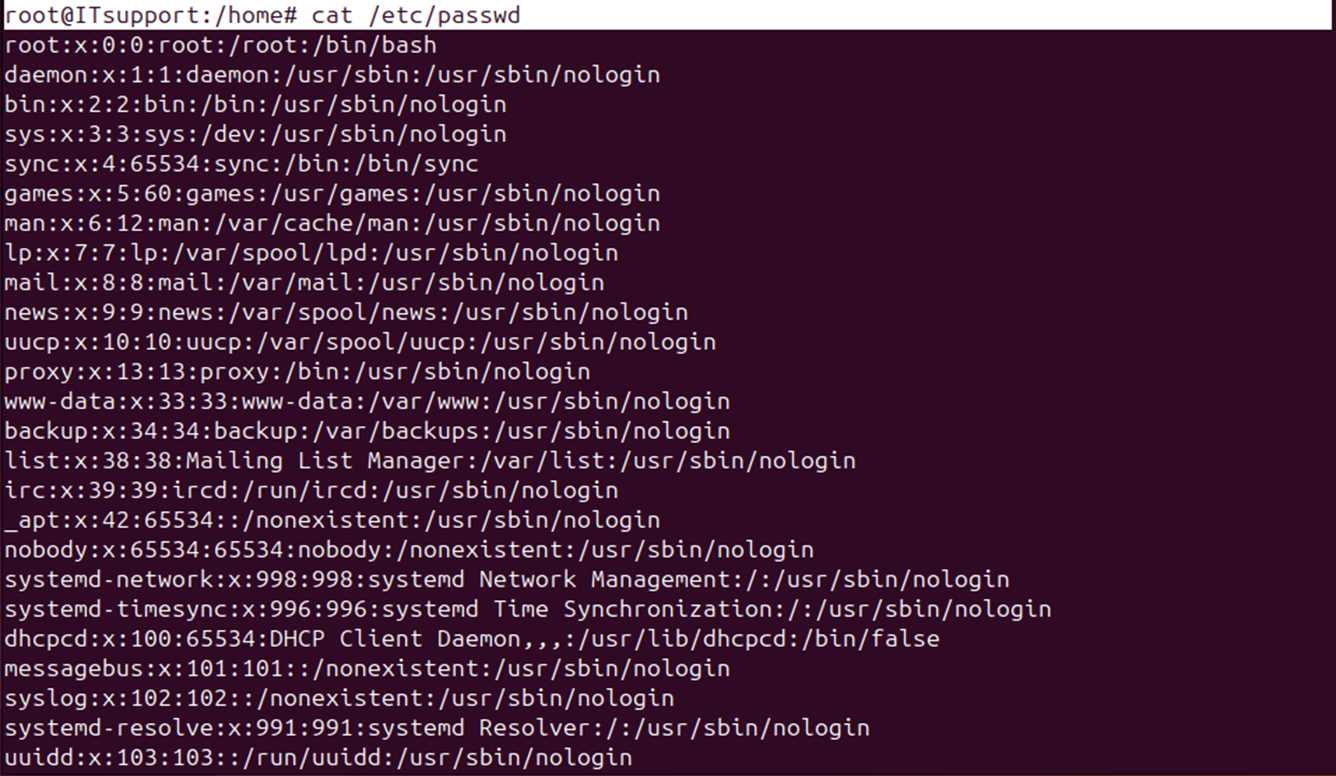 root@ITsupport:/home# cat /etc/passwd
root:x:0:0:root:/root:/bin/bash
daemon:x:1:1:daemon:/usr/sbin:/usr/sbin/nologin
bin:x:2:2:bin:/bin:/usr/sbin/nologin
sys:x:3:3:sys:/dev:/usr/sbin/nologin
sync:x:4:65534:sync:/bin:/bin/sync
games:x:5:60:games:/usr/games:/usr/sbin/nologin
man:x:6:12:man:/var/cache/man:/usr/sbin/nologin
lp:x:7:7:lp:/var/spool/lpd:/usr/sbin/nologin
mail:x:8:8:mail:/var/mail:/usr/sbin/nologin
news:x:9:9:news:/var/spool/news:/usr/sbin/nologin
uucp:x:10:10:uucp:/var/spool/uucp:/usr/sbin/nologin
proxy:x:13:13:proxy:/bin:/usr/sbin/nologin
www-data:x:33:33:www-data:/var/www:/usr/sbin/nologin
backup:x:34:34:backup:/var/backups:/usr/sbin/nologin
list:x:38:38:Mailing List Manager:/var/list:/usr/sbin/nologin
irc:x:39:39:ircd:/run/ircd:/usr/sbin/nologin
_apt:x:42:65534::/nonexistent:/usr/sbin/nologin
nobody:x:65534:65534:nobody:/nonexistent:/usr/sbin/nologin
systemd-network:x:998:998:systemd Network Management:/:/usr/sbin/nologin
systemd-timesync:x:996:996:systemd Time Synchronization:/:/usr/sbin/nologin
dhcpcd:x:100:65534:DHCP Client Daemon,,,:/usr/lib/dhcpcd:/bin/false
messagebus:x:101:101::/nonexistent:/usr/sbin/nologin
syslog:x:102:102::/nonexistent:/usr/sbin/nologin
systemd-resolve:x:991:991:systemd Resolver:/:/usr/sbin/nologin
uuidd:x:103:103::/run/uuidd:/usr/sbin/nologin